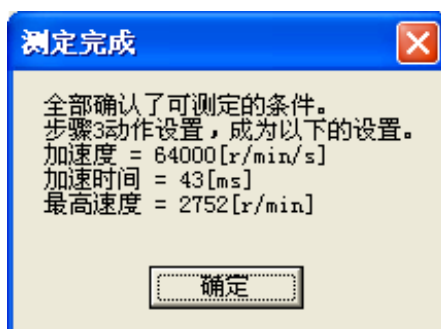 测定完成
全部确认了可测定的条件。
步骤3动作设置，成为以下的设置。
加速度 = 64000[r/min/s]
加速时间 = 43[ms]
最高速度 = 2752[r/min]
确定